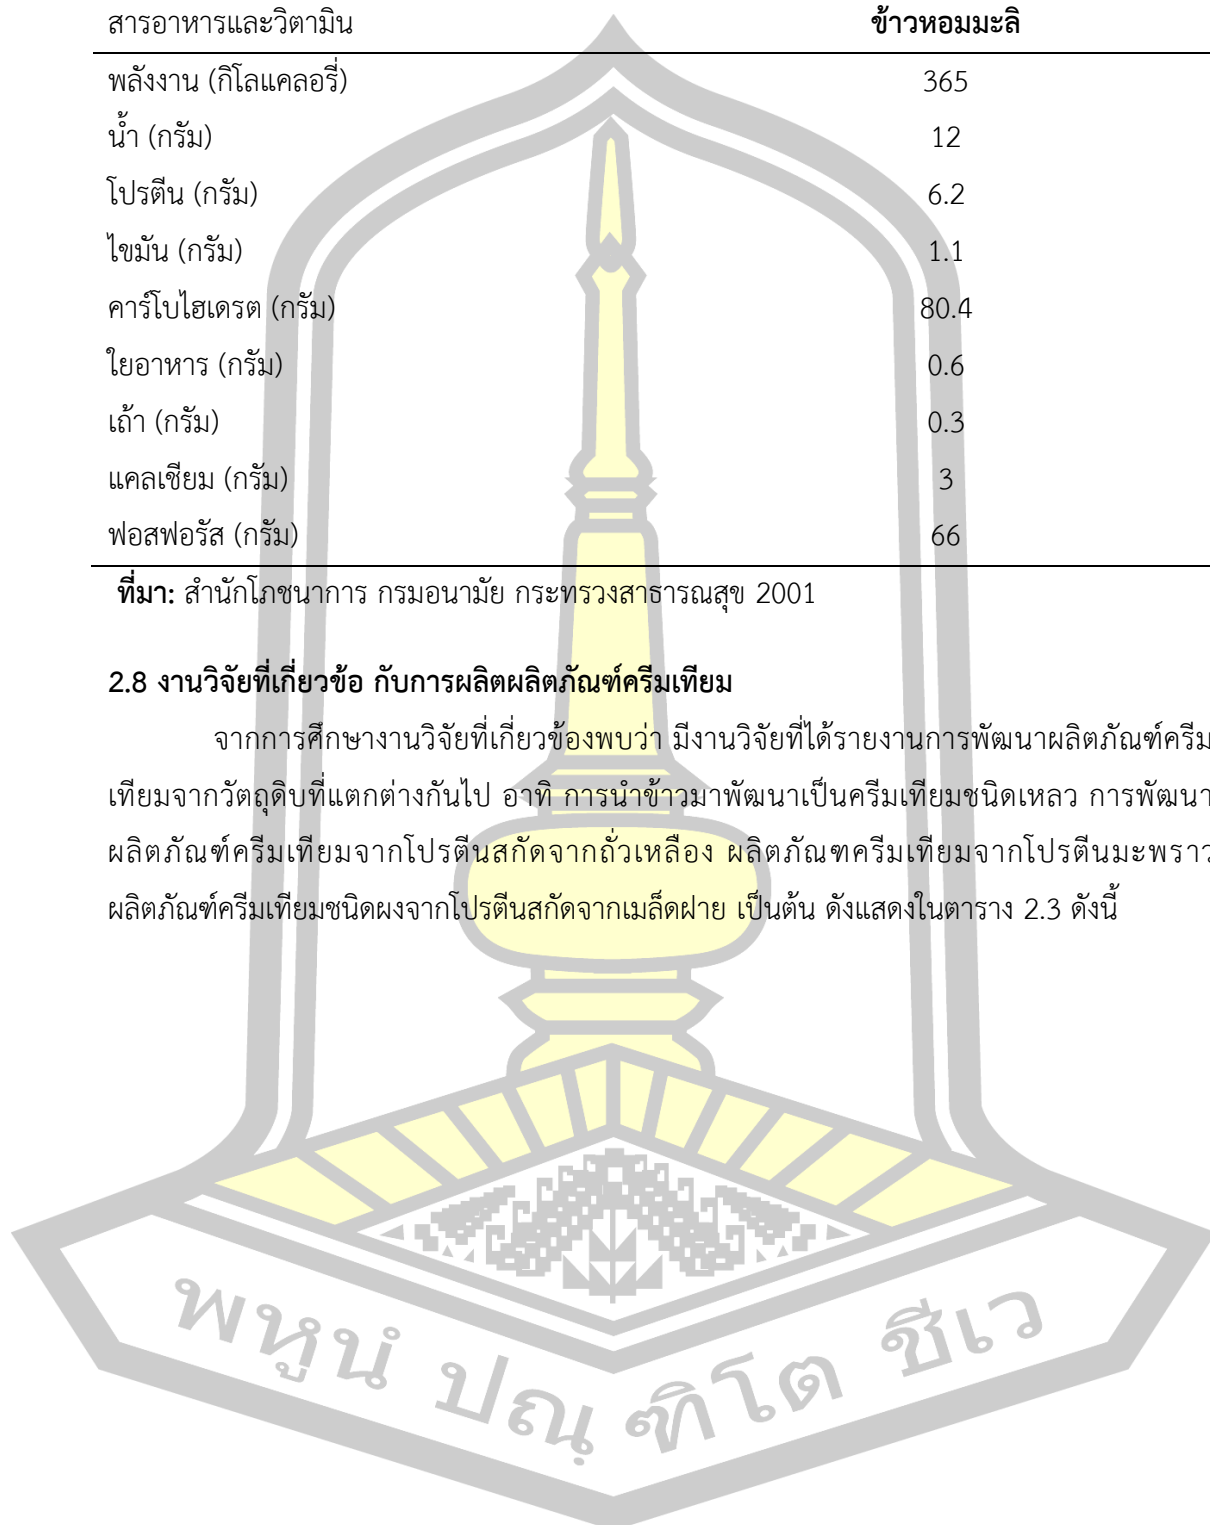 สารอาหารและวิตามิน ข้าวหอมมะลิ
พลังงาน (กิโลแคลอรี่) 365
น้ำ (กรัม) 12
โปรตีน (กรัม) 6.2
ไขมัน (กรัม) 1.1
คาร์โบไฮเดรต (กรัม) 80.4
ใยอาหาร (กรัม) 0.6
เถ้า (กรัม) 0.3
แคลเซียม (กรัม) 3
ฟอสฟอรัส (กรัม) 66
ที่มา: สำนักโภชนาการ กรมอนามัย กระทรวงสาธารณสุข 2001
2.8 งานวิจัยที่เกี่ยวข้อ กับการผลิตผลิตภัณฑ์ครีมเทียม
จากการศึกษางานวิจัยที่เกี่ยวข้องพบว่า มีงานวิจัยที่ได้รายงานการพัฒนาผลิตภัณฑ์ครีม
เทียมจากวัตถุดิบที่แตกต่างกันไป อาทิ การนำข้าวมาพัฒนาเป็นครีมเทียมชนิดเหลว การพัฒนา
ผลิตภัณฑ์ครีมเทียมจากโปรตีนสกัดจากถั่วเหลือง ผลิตภัณฑครีมเทียมจากโปรตีนมะพราว
ผลิตภัณฑ์ครีมเทียมชนิดผงจากโปรตีนสกัดจากเมล็ดฝาย เป็นต้น ดังแสดงในตาราง 2.3 ดังนี้
พหูนํ ปณฺฑิโต ชีเว